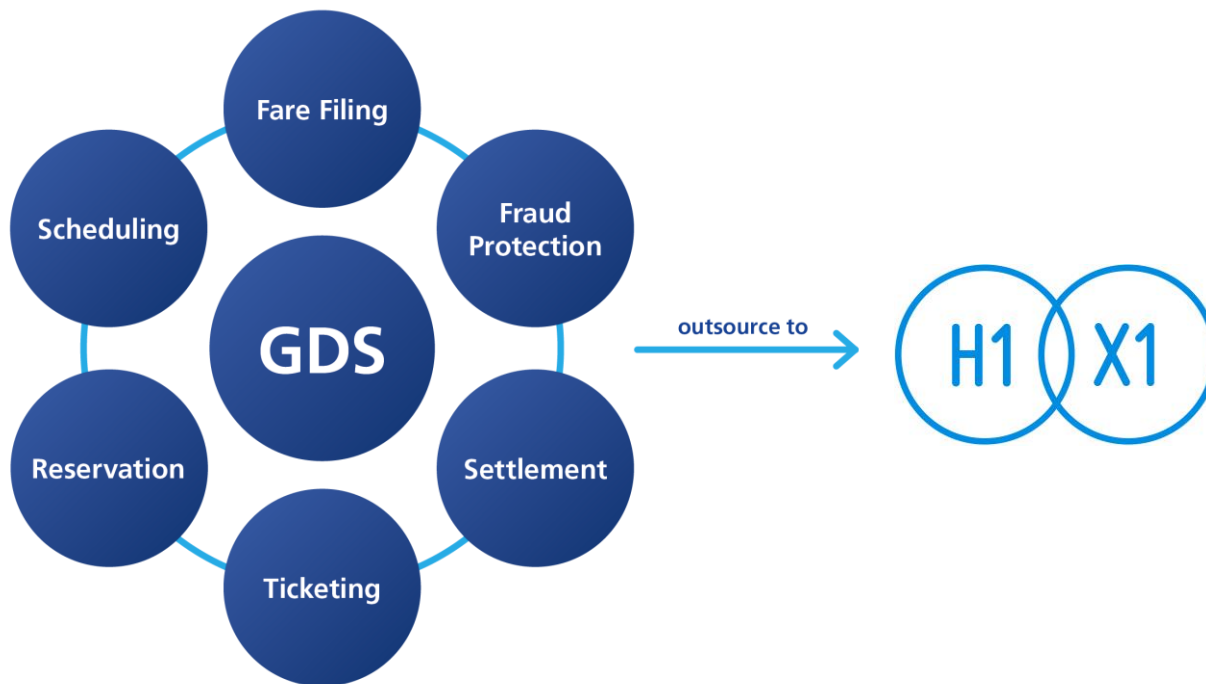 Fare Filing
Scheduling
Fraud
Protection
GDS
outsource to
H1
X1
Reservation
Settlement
Ticketing